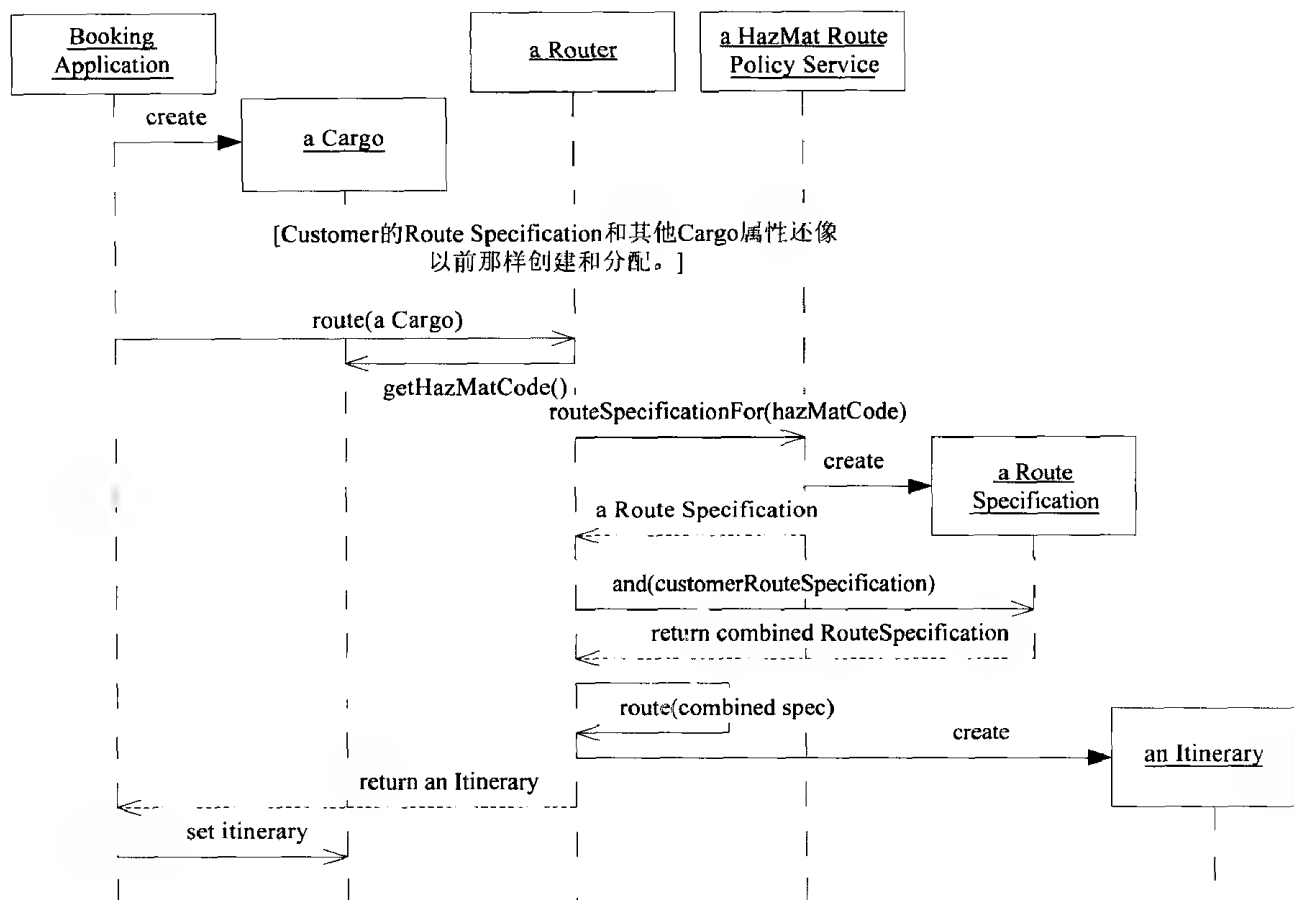 Booking
Application
a Router
a HazMat Route
Policy Service
create
a Cargo
[Customer的Route Specification和其他Cargo属性还像
以前那样创建和分配。]
route(a Cargo)
getHazMatCode()
routeSpecificationFor(hazMatCode)
create
a Route
Specification
a Route Specification
and(customerRouteSpecification)
return combined RouteSpecification
route(combined spec)
create
an Itinerary
return an Itinerary
set itinerary